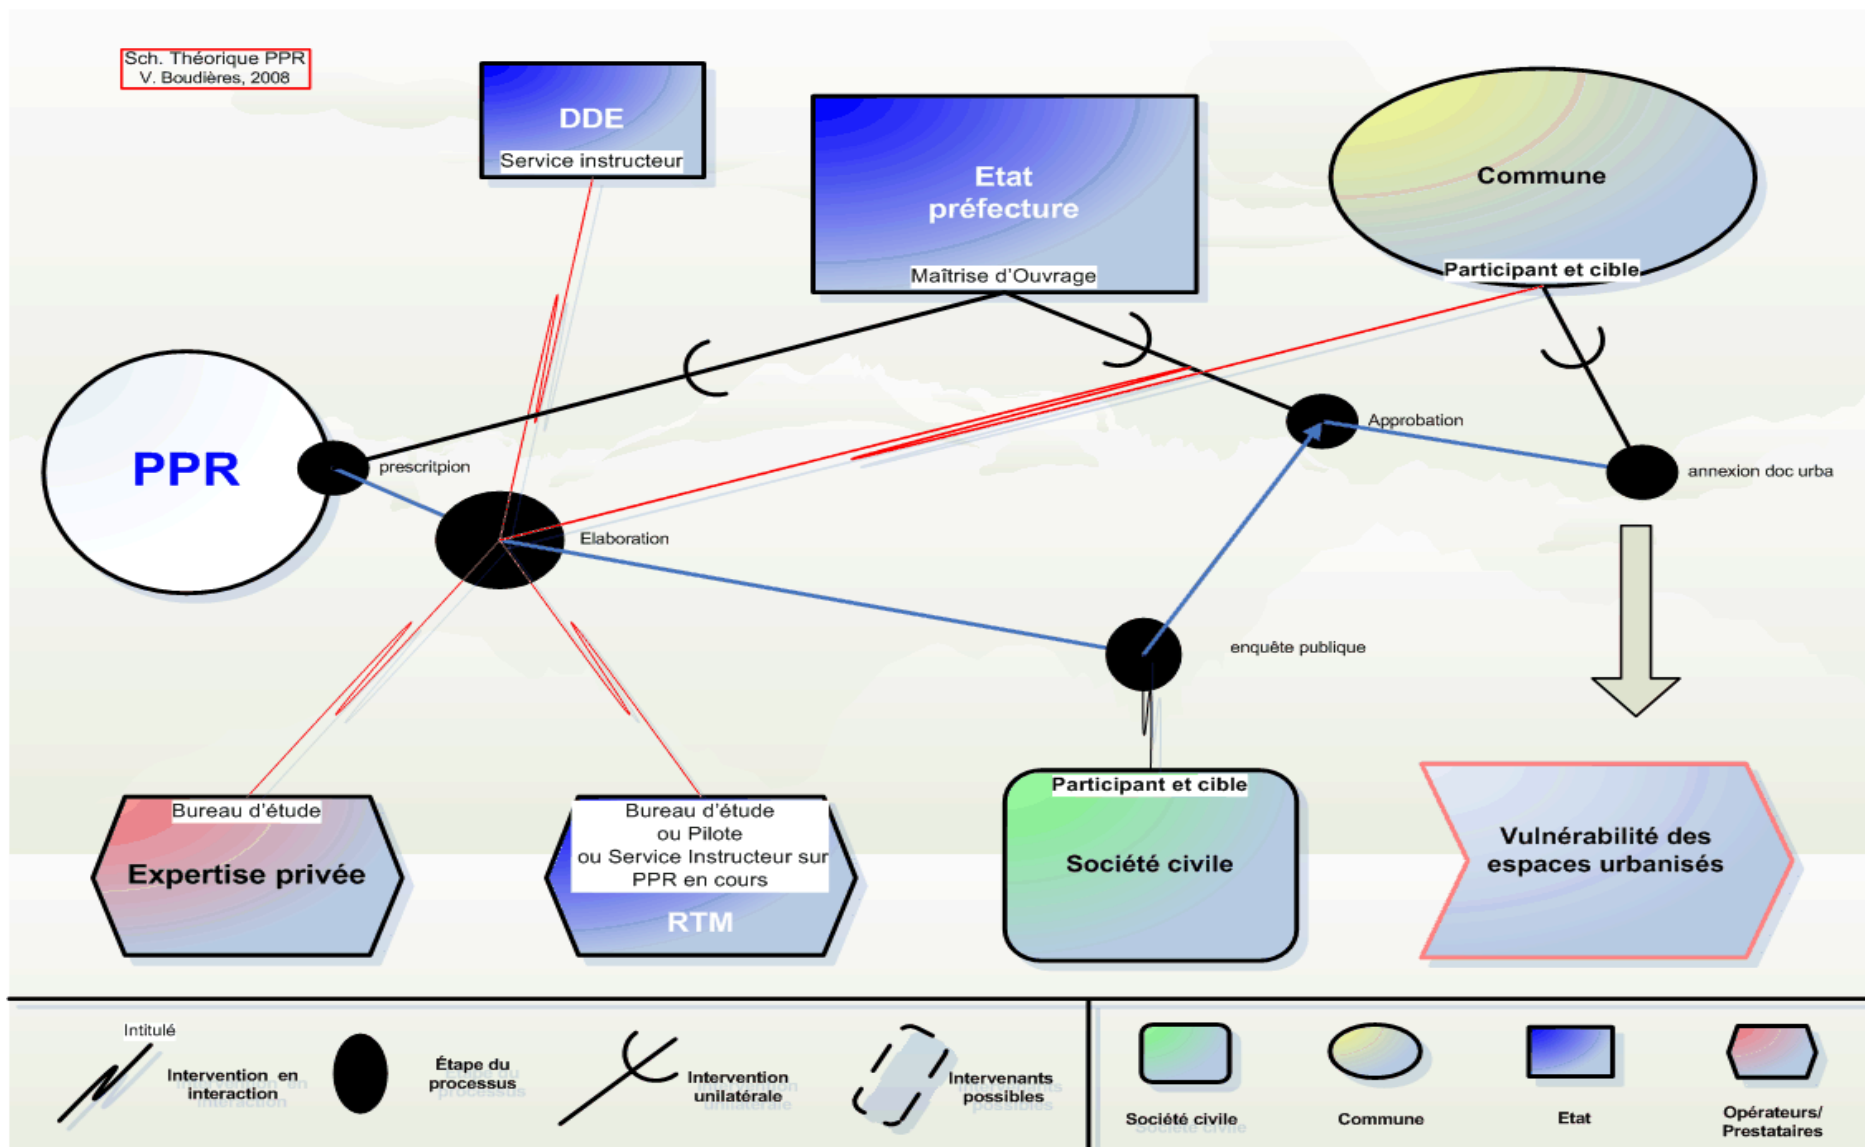 Sch. Théorique PPR
V. Boudières, 2008
DDE
Service instructeur
Etat
préfecture
Maîtrise d'Ouvrage
Commune
Participant et cible
PPR
prescritpion
Elaboration
Approbation
annexion doc urba
enquête publique
Bureau d'étude
Expertise privée
Bureau d'étude
ou Pilote
ou Service Instructeur sur
PPR en cours
RTM
Participant et cible
Société civile
Vulnérabilité des
espaces urbanisés
Intitulé
Intervention en
interaction
Étape du
processus
Intervention
unilatérale
Intervenants
possibles
Société civile
Commune
Etat
Opérateurs/
Prestataires